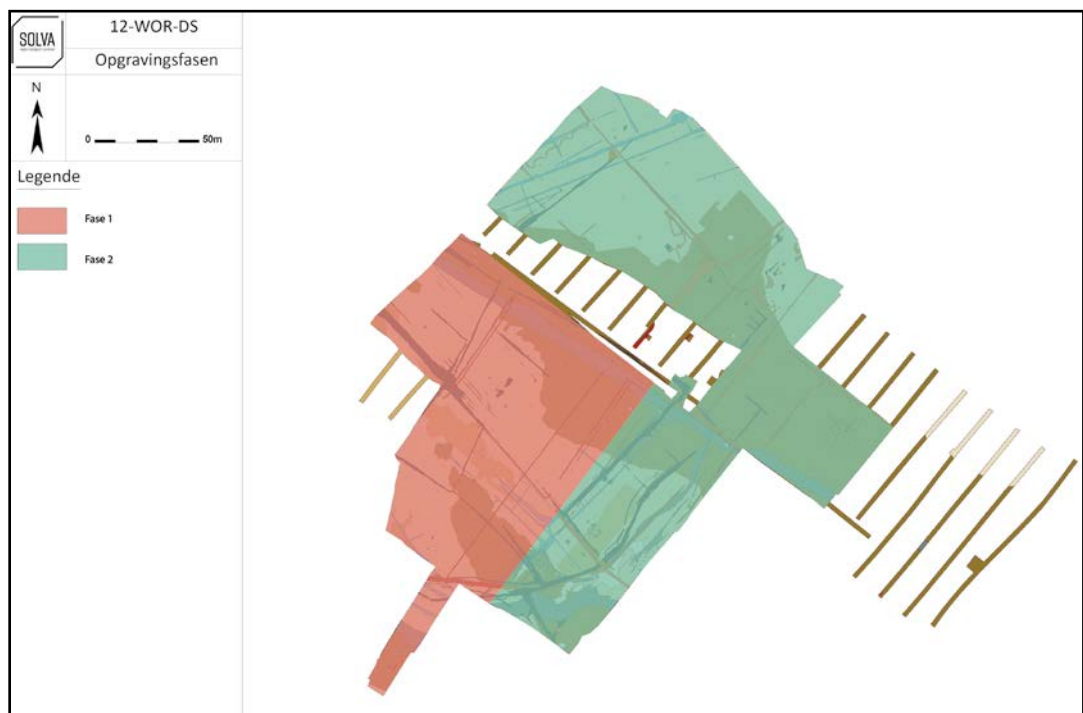 SOLVA
12-WOR-DS
Opgravingsfasen
N
0 50m
Legende
Fase 1
Fase 2